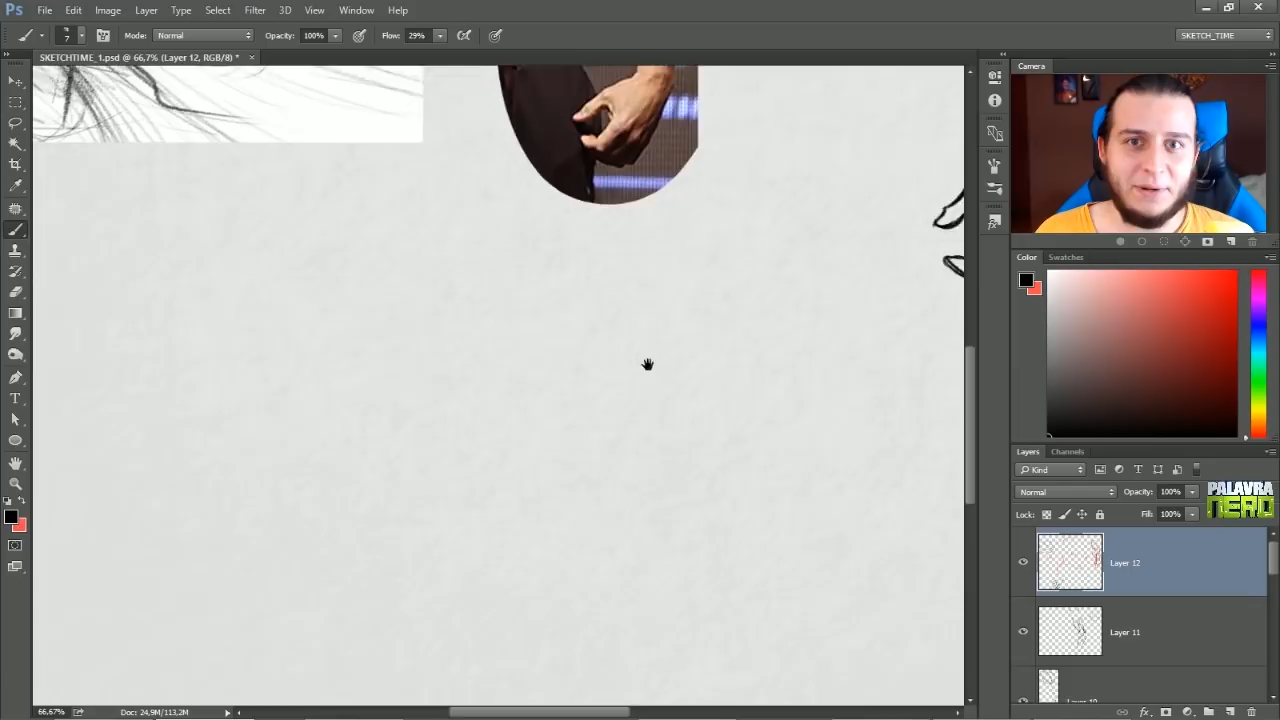 Ps File Edit Image Layer Type Select Filter 3D View Window Help
7 Mode: Normal Opacity: 100% Flow: 29% SKETCH_TIME
SKETCHTIME_1.psd @ 66,7% (Layer 12, RGB/8) *
Camera
Color Swatches
Layers Channels
Kind
Normal Opacity: 100%
PALAVRA NERD
Lock: Fill: 100%
Layer 12
Layer 11
66,67% Doc: 24,9M/113,2M